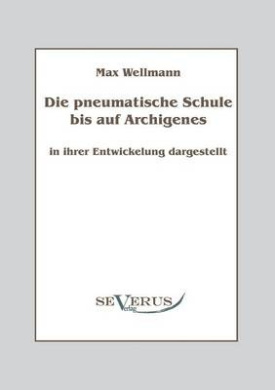 Max Wellmann
Die pneumatische Schule
bis auf Archigenes
in ihrer Entwickelung dargestellt
SEVERUS
Verlag